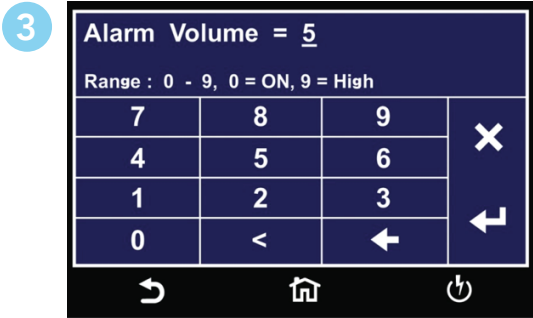 3
Alarm Volume = 5
Range : 0 - 9, 0 = ON, 9 = High
7 8 9
4 5 6
1 2 3
0 <